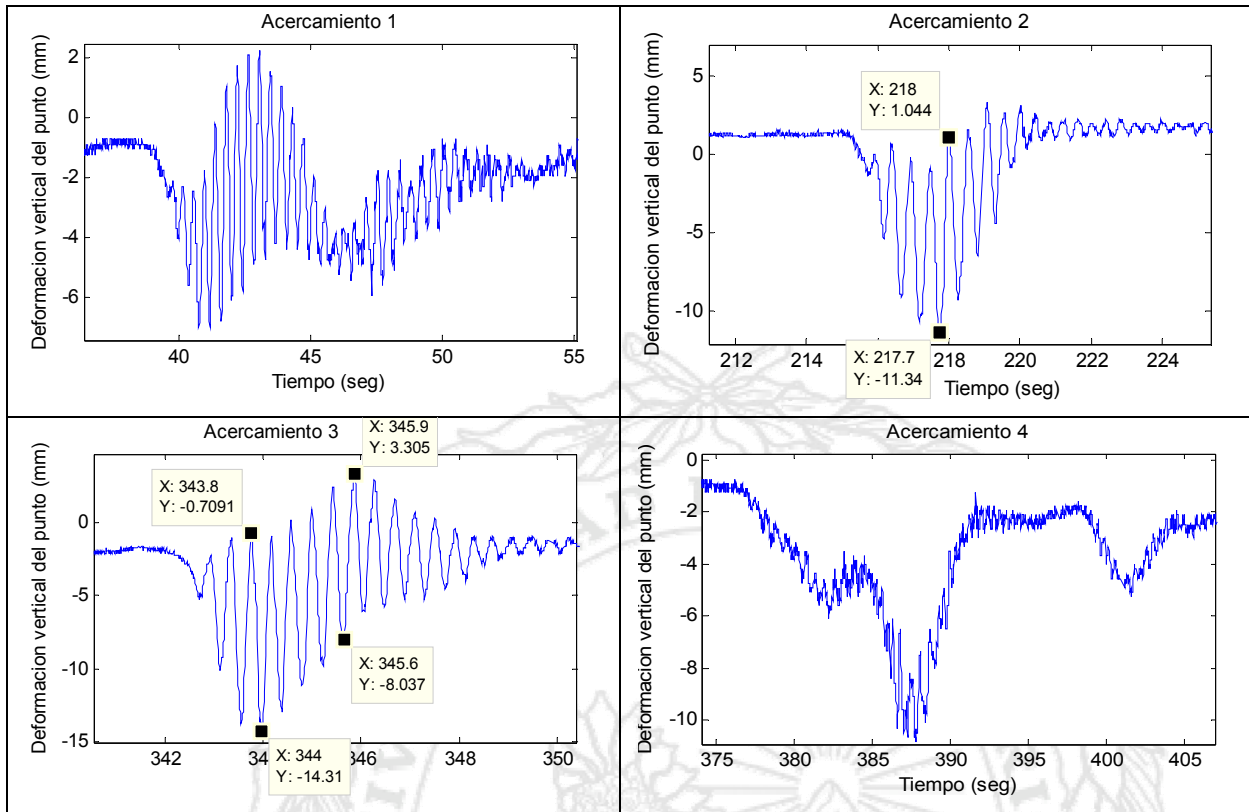 Acercamiento 1
Deformacion vertical del punto (mm)
2
0
-2
-4
-6
40
45
50
55
Tiempo (seg)
Acercamiento 2
Deformacion vertical del punto (mm)
5
0
-5
-10
X: 218
Y: 1.044
X: 217.7
Y: -11.34
212
214
218
220
222
224
Tiempo (seg)
Acercamiento 3
Deformacion vertical del punto (mm)
0
-5
-10
-15
X: 343.8
Y: -0.7091
X: 345.9
Y: 3.305
X: 345.6
Y: -8.037
X: 344
Y: -14.31
342
346
348
350
Acercamiento 4
Deformacion vertical del punto (mm)
0
-2
-4
-6
-8
-10
375
380
385
390
395
400
405
Tiempo (seg)